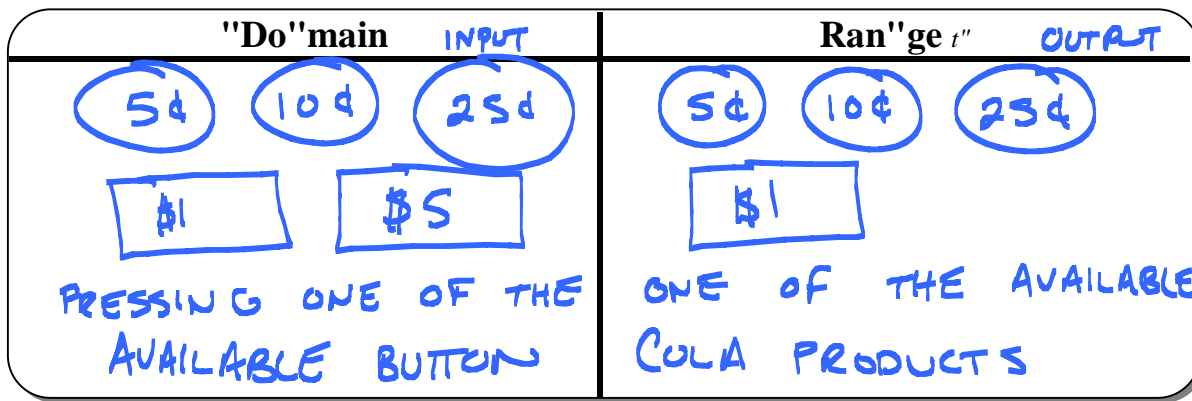 "Do"main INPUT
Ran"ge t" OUTPUT
5¢ 10¢ 25¢
$1 $5
PRESSING ONE OF THE
AVAILABLE BUTTON
5¢ 10¢ 25¢
$1
ONE OF THE AVAILABLE
COLA PRODUCTS